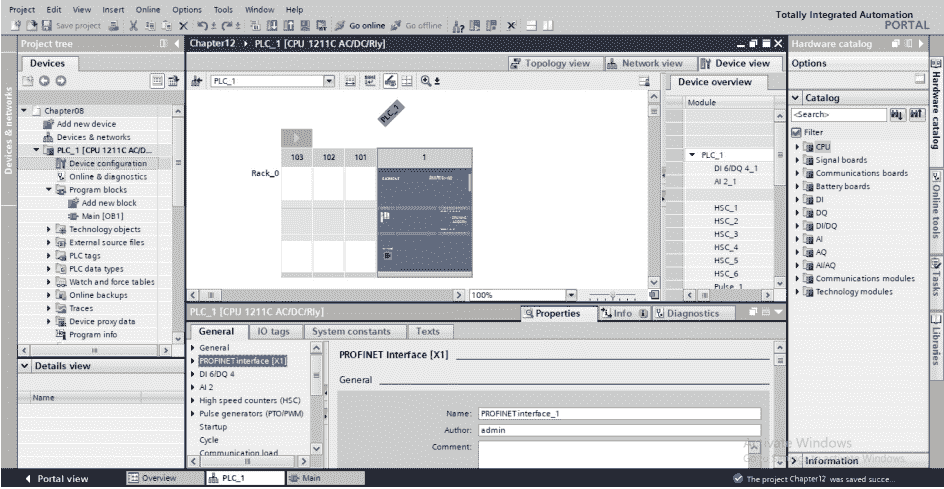 Project Edit View Insert Online Options Tools Window Help
Totally Integrated Automation
PORTAL
Save project
Go online
Go offline
Project tree
Chapter12 PLC_1 [CPU 1211C AC/DC/Rly]
Hardware catalog
Devices
Topology view
Network view
Device view
Options
PLC_1
Device overview
Module
Catalog
<Search>
Filter
Chapter08
Add new device
Devices & networks
PLC_1 [CPU 1211C AC/D...
Device configuration
Online & diagnostics
Program blocks
Add new block
Main [OB1]
Technology objects
External source files
PLC tags
PLC data types
Watch and force tables
Online backups
Traces
Device proxy data
Program info
PLC_1
103 102 101 1
Rack_0
100%
PLC_1
DI 6/DQ 4_1
AI 2_1
HSC_1
HSC_2
HSC_3
HSC_4
HSC_5
HSC_6
Pulse_1
CPU
Signal boards
Communications boards
Battery boards
DI
DQ
DI/DQ
AI
AQ
AI/AQ
Communications modules
Technology modules
Devices & networks
Hardware catalog
Online tools
Tasks
Libraries
Details view
Name
PLC_1 [CPU 1211C AC/DC/Rly]
Properties
Info
Diagnostics
General
IO tags
System constants
Texts
General
PROFINET interface [X1]
DI 6/DQ 4
AI 2
High speed counters (HSC)
Pulse generators (PTO/PWM)
Startup
Cycle
Communication load
PROFINET Interface [X1]
General
Name: PROFINET interface_1
Author: admin
Comment:
Activate Windows
Windows.
Information
Portal view
Overview
PLC_1
Main
The project Chapter12 was saved succe...